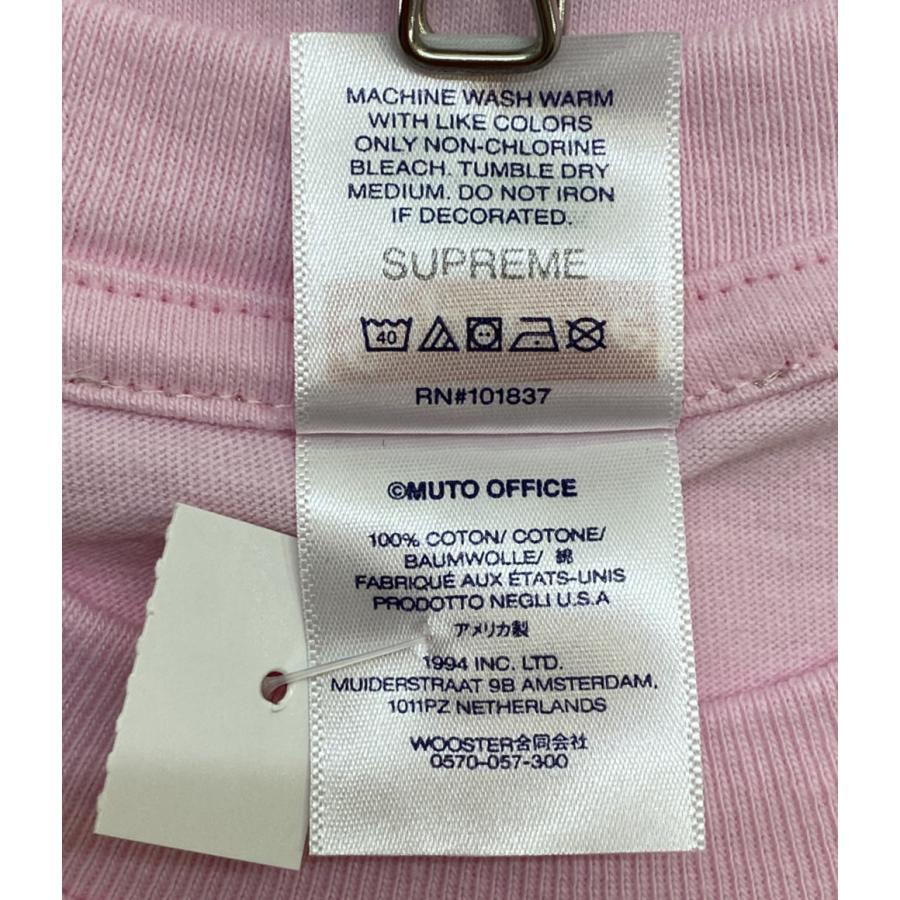 MACHINE WASH WARM
WITH LIKE COLORS
ONLY NON-CHLORINE
BLEACH. TUMBLE DRY
MEDIUM. DO NOT IRON
IF DECORATED.
SUPREME
40
RN#101837
©MUTO OFFICE
100% COTON/ COTONE/
BAUMWOLLE/ 綿
FABRIQUÉ AUX ÉTATS-UNIS
PRODOTTO NEGLI U.S.A
アメリカ製
1994 INC. LTD.
MUIDERSTRAAT 9B AMSTERDAM,
1011PZ NETHERLANDS
WOOSTER合同会社
0570-057-300